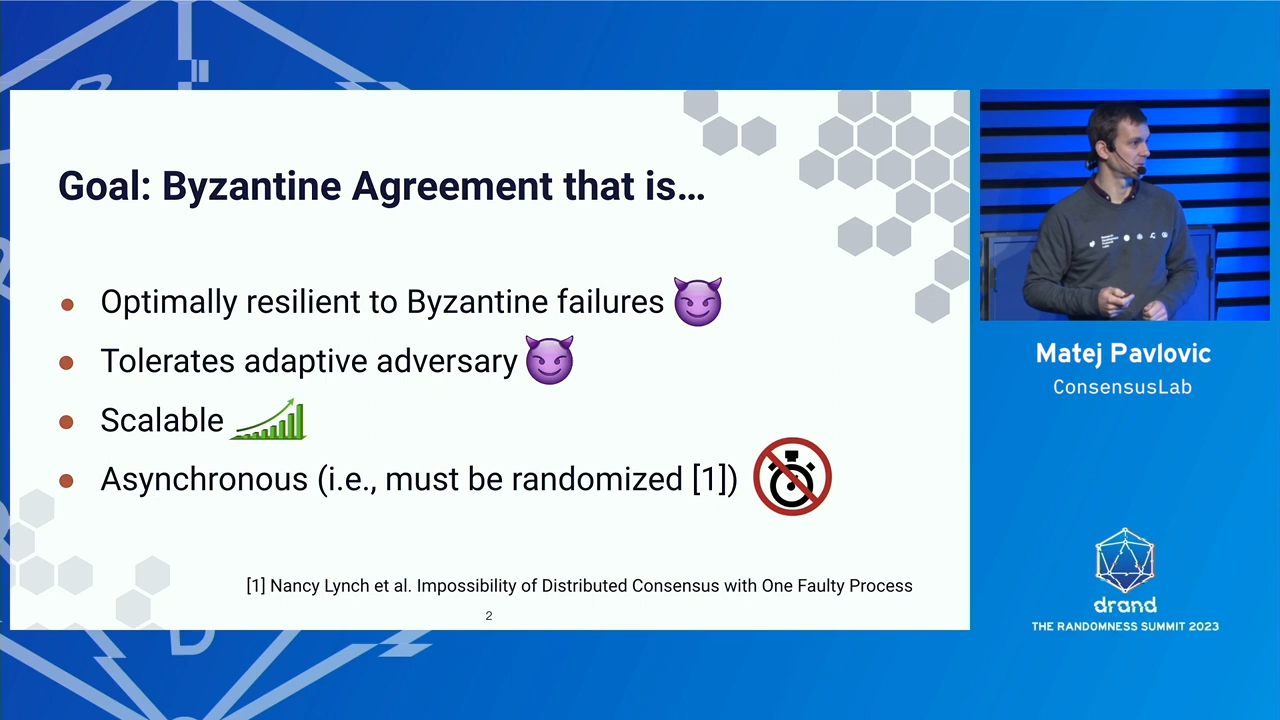 Goal: Byzantine Agreement that is…
Optimally resilient to Byzantine failures
Tolerates adaptive adversary
Scalable
Asynchronous (i.e., must be randomized [1])
[1] Nancy Lynch et al. Impossibility of Distributed Consensus with One Faulty Process
2
Matej Pavlovic
ConsensusLab
drand
THE RANDOMNESS SUMMIT 2023